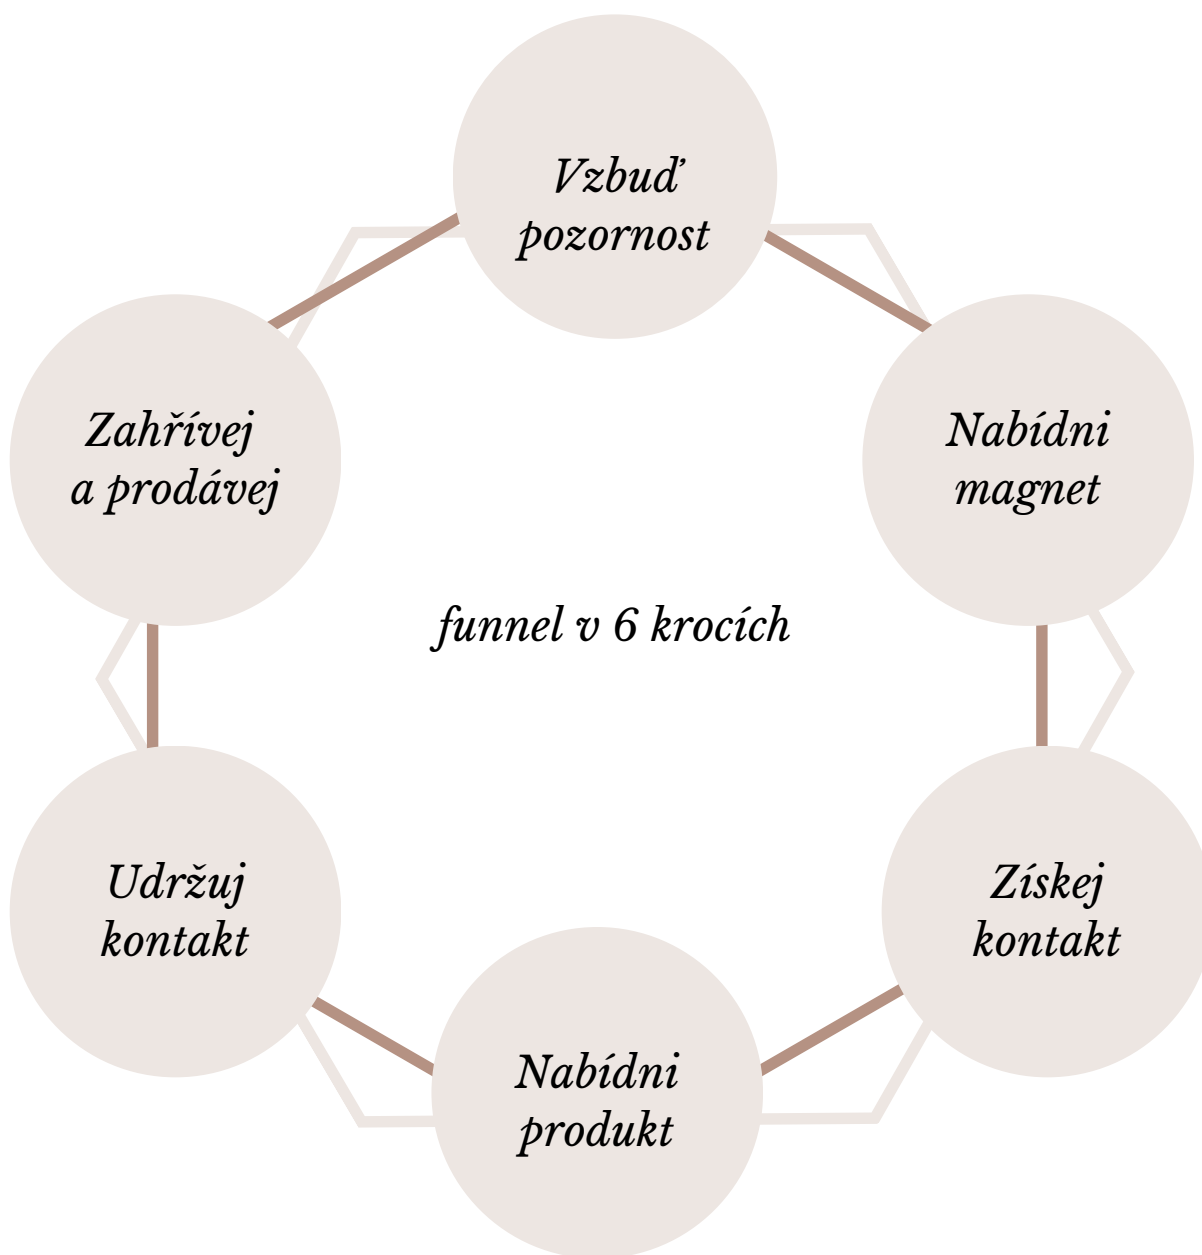 Vzbuď
pozornost
Nabídni
magnet
Získej
kontakt
Nabídni
produkt
Udržuj
kontakt
Zahřívej
a prodávej
funnel v 6 krocích